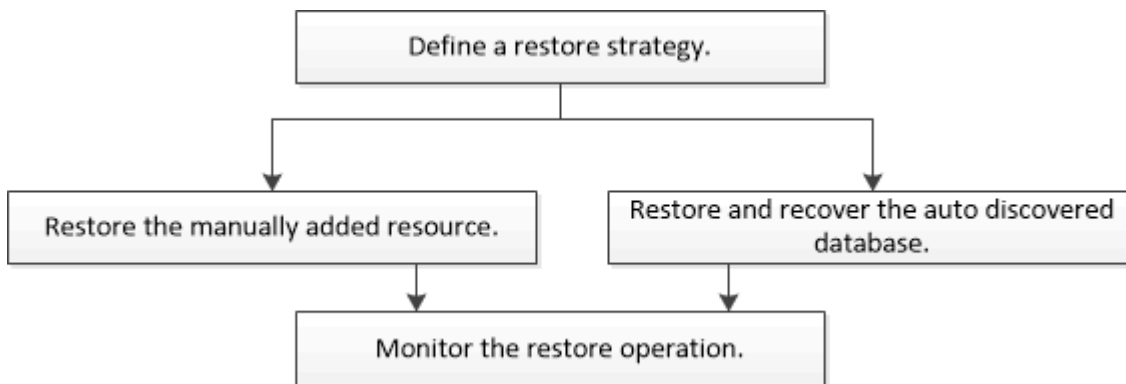 Define a restore strategy.
Restore the manually added resource.
Restore and recover the auto discovered
database.
Monitor the restore operation.